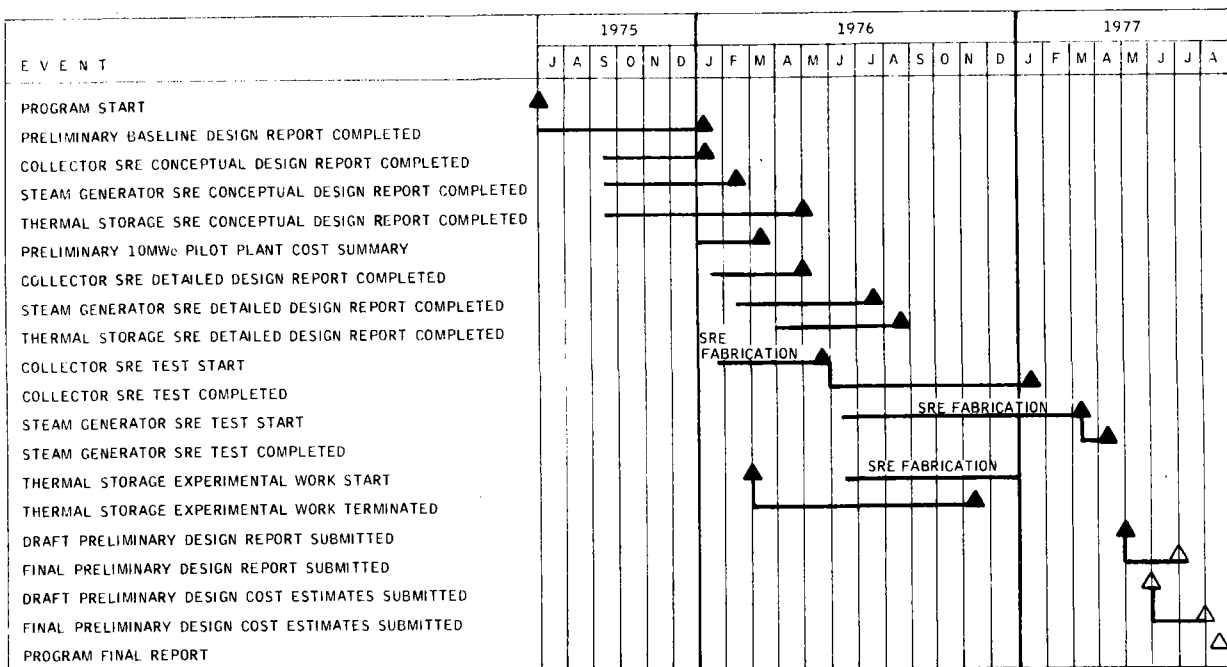 1975 1976 1977
E V E N T
J A S O N D J F M A M J J A S O N D J F M A M J J A
PROGRAM START
PRELIMINARY BASELINE DESIGN REPORT COMPLETED
COLLECTOR SRE CONCEPTUAL DESIGN REPORT COMPLETED
STEAM GENERATOR SRE CONCEPTUAL DESIGN REPORT COMPLETED
THERMAL STORAGE SRE CONCEPTUAL DESIGN REPORT COMPLETED
PRELIMINARY 10MWe PILOT PLANT COST SUMMARY
COLLECTOR SRE DETAILED DESIGN REPORT COMPLETED
STEAM GENERATOR SRE DETAILED DESIGN REPORT COMPLETED
THERMAL STORAGE SRE DETAILED DESIGN REPORT COMPLETED
SRE
FABRICATION
COLLECTOR SRE TEST START
COLLECTOR SRE TEST COMPLETED
SRE FABRICATION
STEAM GENERATOR SRE TEST START
STEAM GENERATOR SRE TEST COMPLETED
SRE FABRICATION
THERMAL STORAGE EXPERIMENTAL WORK START
THERMAL STORAGE EXPERIMENTAL WORK TERMINATED
DRAFT PRELIMINARY DESIGN REPORT SUBMITTED
FINAL PRELIMINARY DESIGN REPORT SUBMITTED
DRAFT PRELIMINARY DESIGN COST ESTIMATES SUBMITTED
FINAL PRELIMINARY DESIGN COST ESTIMATES SUBMITTED
PROGRAM FINAL REPORT